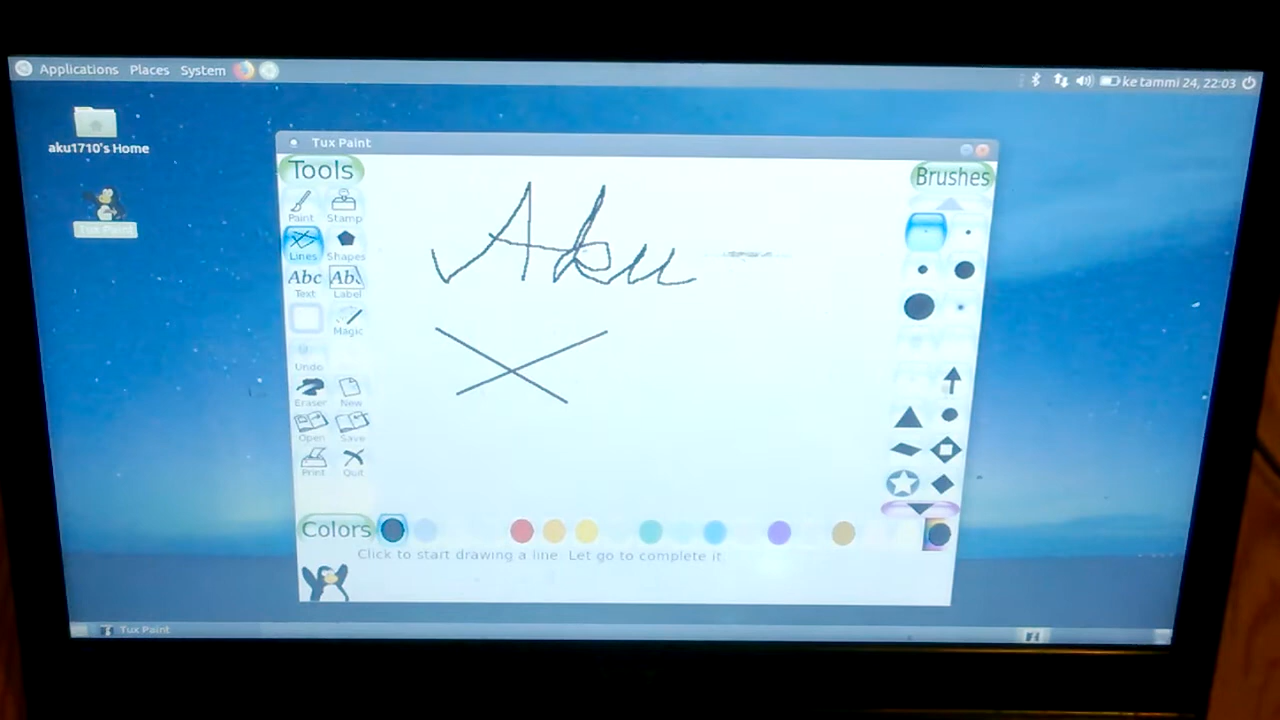 Applications Places System
ke tammi 24, 22:03
aku1710's Home
Tux Paint
Tux Paint
Tools
Brushes
Paint Stamp
Lines Shapes
Abc Abc
Text Label
Magic
Undo
Eraser New
Open Save
Print Quit
Aku
Colors
Click to start drawing a line. Let go to complete it.
Tux Paint